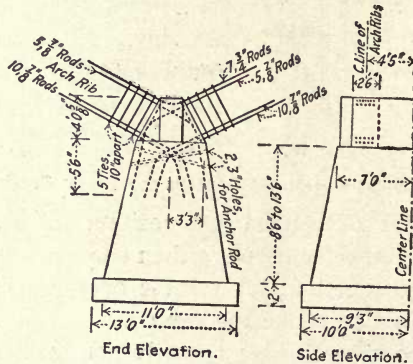 5, 7/8" Rods
Arch Rib
10, 7/8" Rods
7, 3/4" Rods
5, 7/8" Rods
10, 7/8" Rods
5'6"
5 Ties,
10" apart
2, 3" Holes
for Anchor Rod
3'3"
11'0"
13'0"
End Elevation.
C Line of
Arch Ribs
4'5"
2'6"
7'0"
8'6" to 13'6"
2'
Center Line
9'3"
10'0"
Side Elevation.